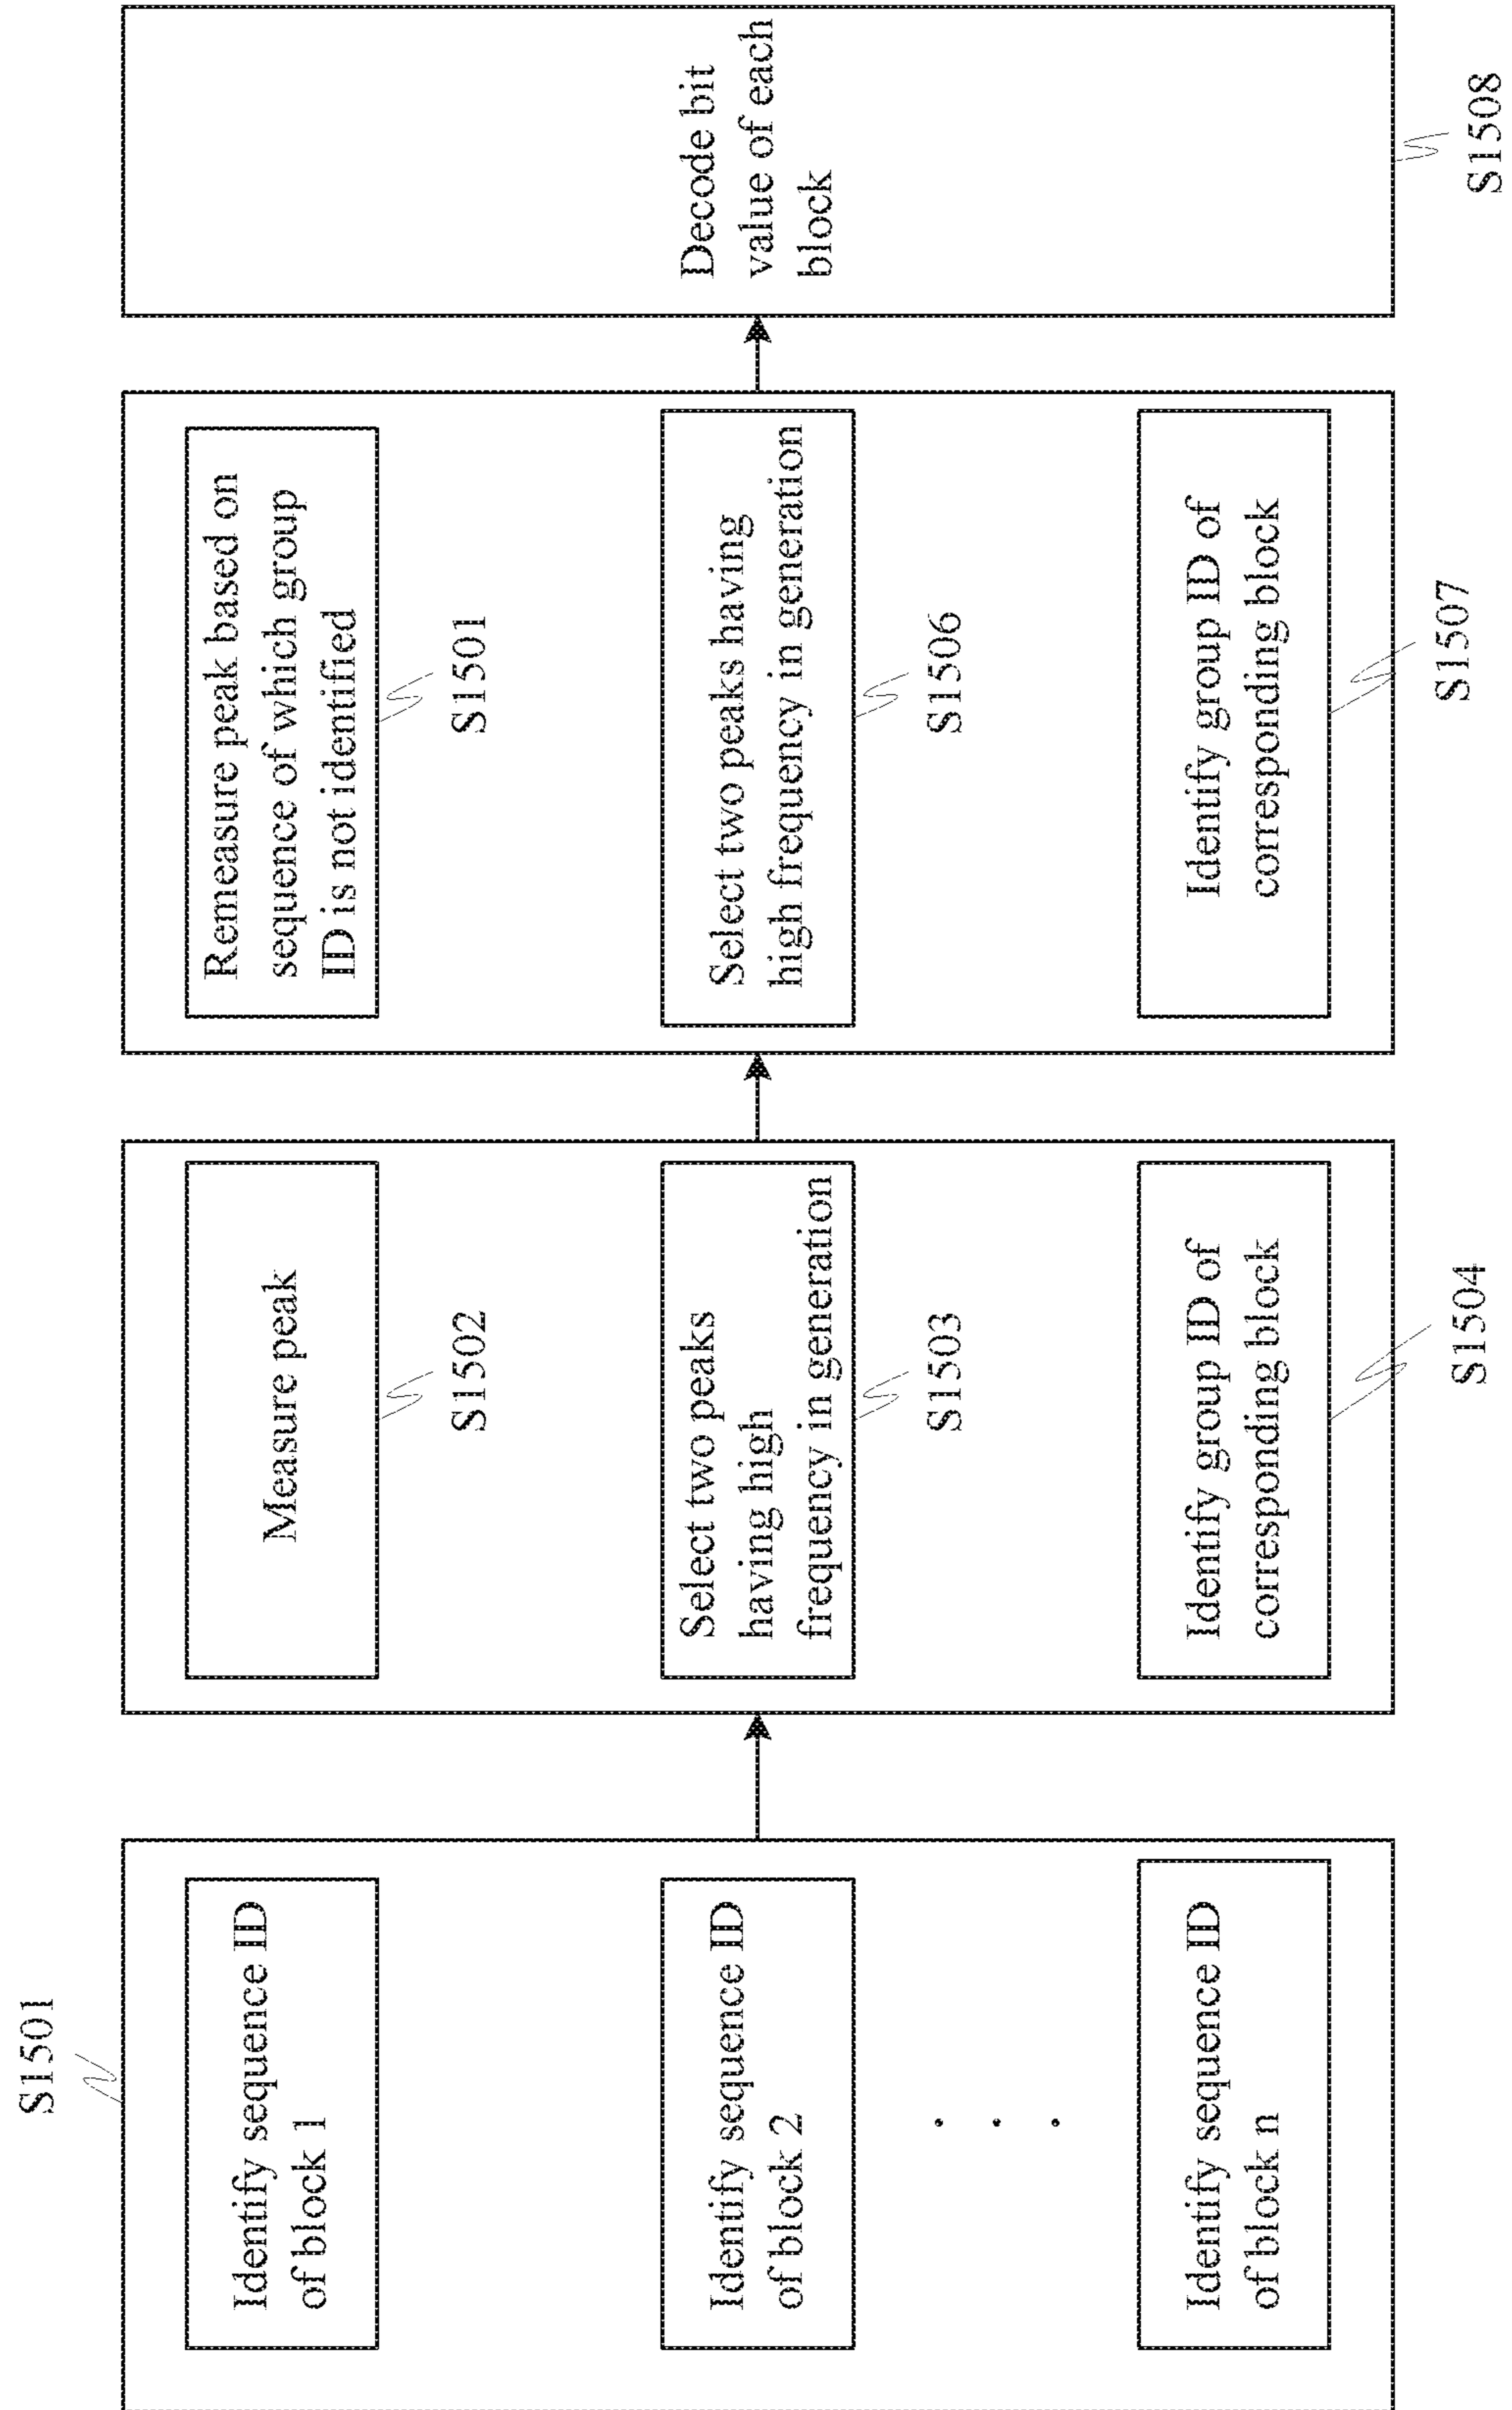 S1501
Identify sequence ID
of block 1
Identify sequence ID
of block 2
. . .
Identify sequence ID
of block n
Measure peak
S1502
Select two peaks
having high
frequency in generation
S1503
Identify group ID of
corresponding block
S1504
Remeasure peak based on
sequence of which group
ID is not identified
S1501
Select two peaks having
high frequency in generation
S1506
Identify group ID of
corresponding block
S1507
Decode bit
value of each
block
S1508